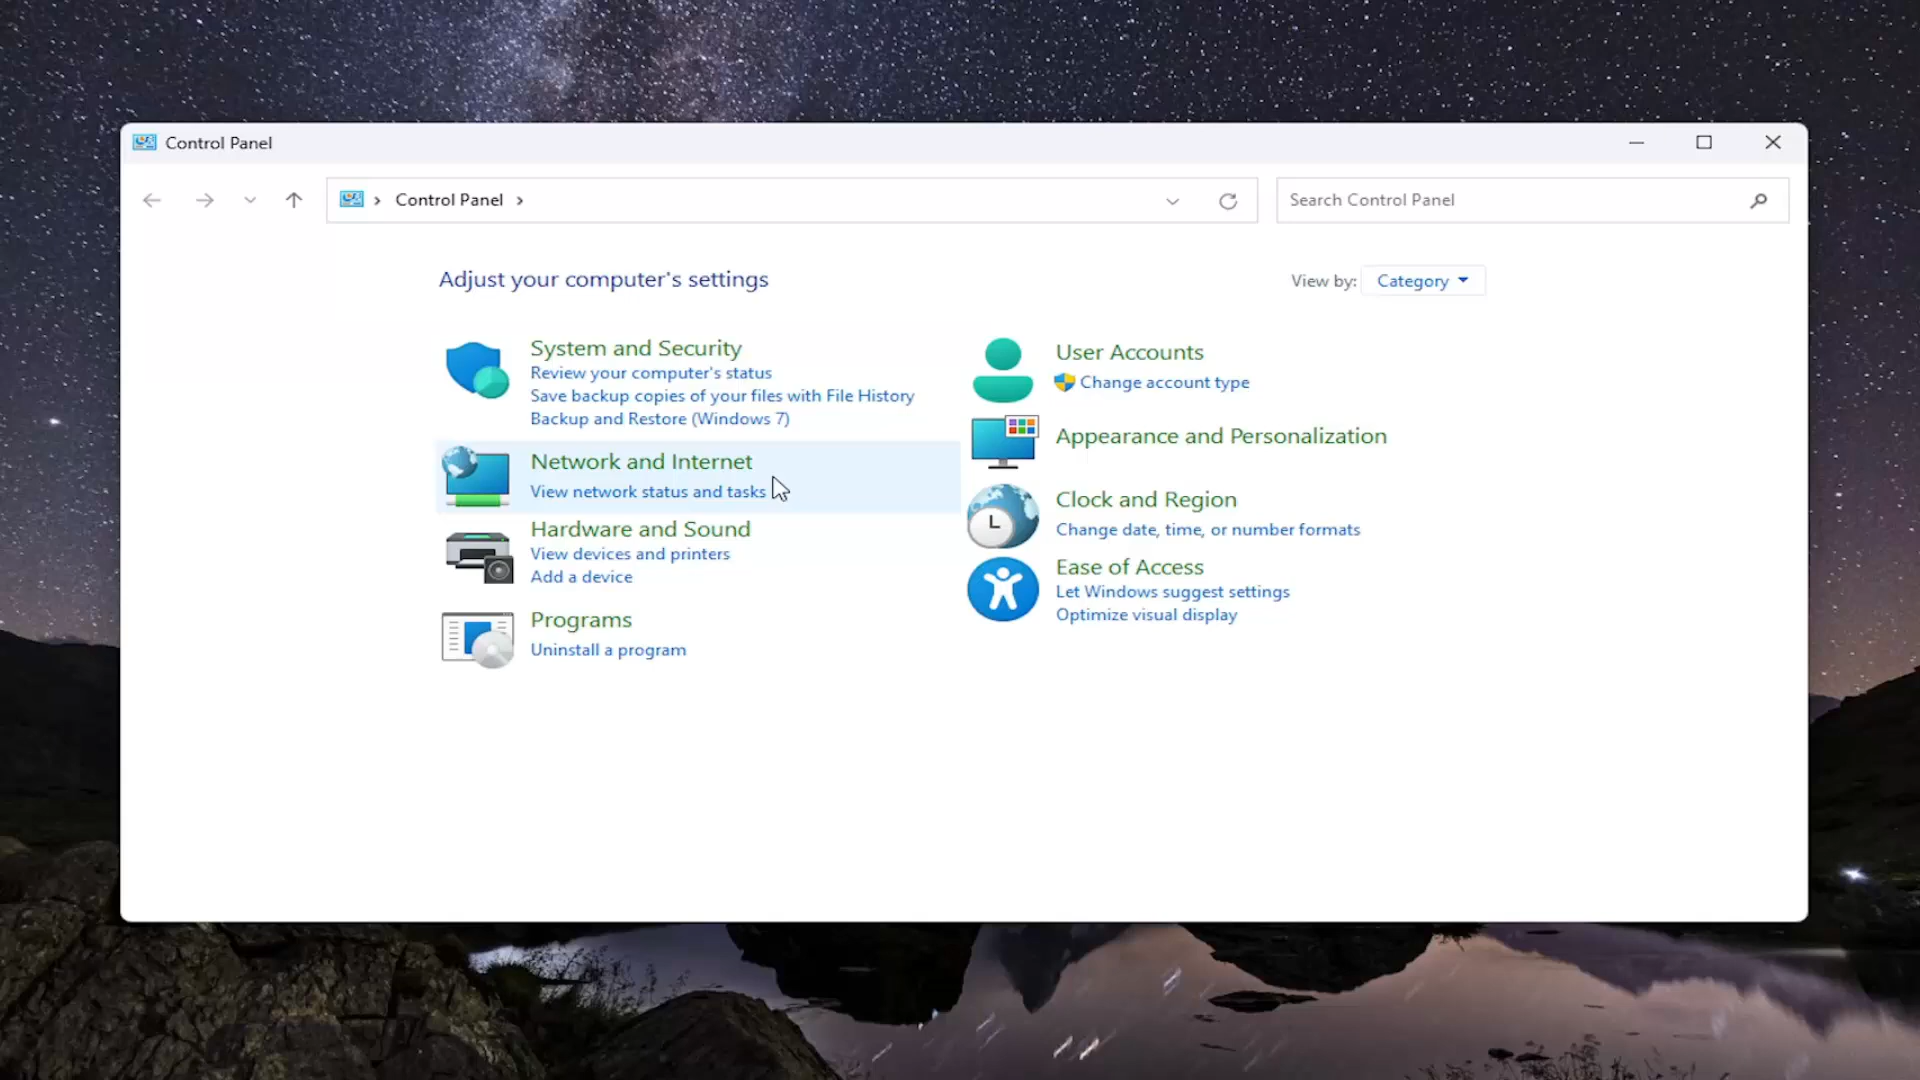 Control Panel
Control Panel
Search Control Panel
Adjust your computer's settings
View by: Category
System and Security
Review your computer's status
Save backup copies of your files with File History
Backup and Restore (Windows 7)
Network and Internet
View network status and tasks
Hardware and Sound
View devices and printers
Add a device
Programs
Uninstall a program
User Accounts
Change account type
Appearance and Personalization
Clock and Region
Change date, time, or number formats
Ease of Access
Let Windows suggest settings
Optimize visual display